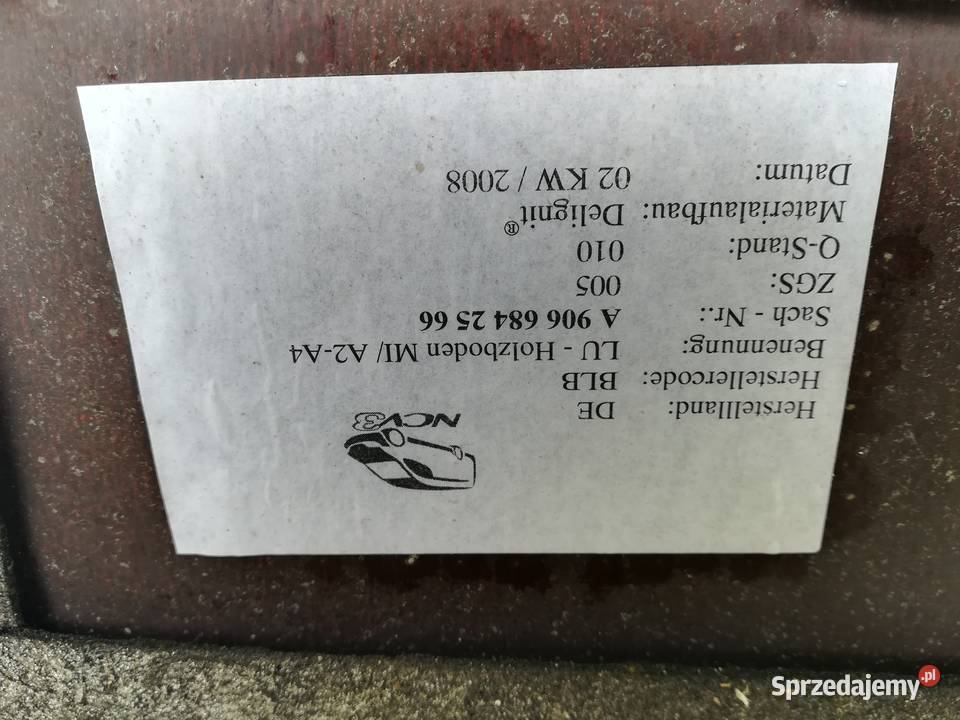 NCV3
Herstellland: DE
Herstellercode: BLB
Benennung: LU - Holzboden MI/ A2-A4
Sach - Nr.: A 906 684 25 66
ZGS: 005
Q-Stand: 010
Materialaufbau: Delignit®
Datum: 02 KW / 2008
Sprzedajemy.pl